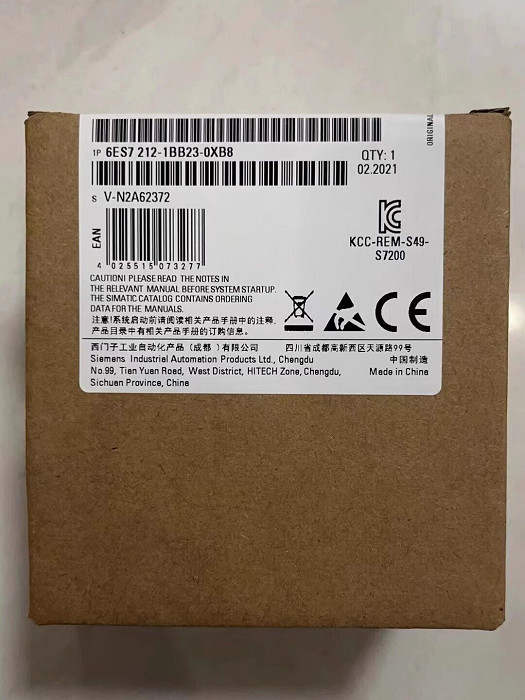 1P 6ES7 212-1BB23-0XB8
QTY: 1
02.2021
ORIGINAL
S V-N2A62372
EAN
4 025515 073277
KCC-REM-S49-
S7200
CAUTION! PLEASE READ THE NOTES IN
THE RELEVANT MANUAL BEFORE SYSTEM STARTUP.
THE SIMATIC CATALOG CONTAINS ORDERING
DATA FOR THE MANUALS.
注意!系统启动前请阅读相关产品手册中的注释,
产品目录中有相关产品手册的订购信息。
CE
西门子工业自动化产品(成都)有限公司 四川省成都高新西区天源路99号
Siemens Industrial Automation Products Ltd., Chengdu 中国制造
No.99, Tian Yuan Road, West District, HITECH Zone, Chengdu, Made in China
Sichuan Province, China